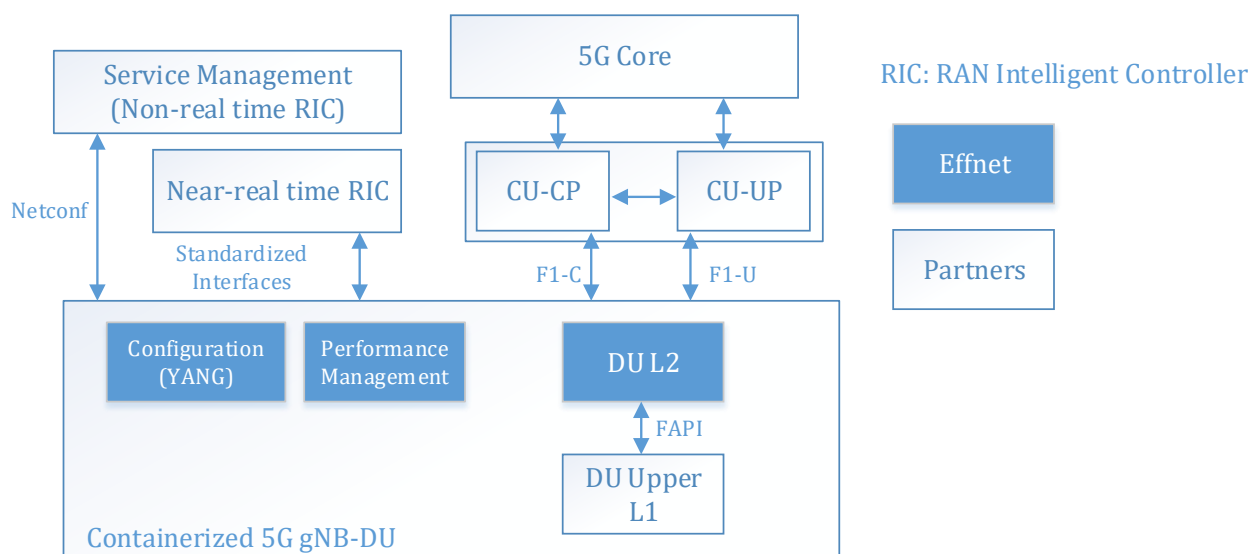 5G Core
Service Management
(Non-real time RIC)
RIC: RAN Intelligent Controller
Effnet
CU-CP
CU-UP
Near-real time RIC
Netconf
Standardized
Interfaces
F1-C
F1-U
Partners
Configuration
(YANG)
Performance
Management
DU L2
FAPI
DU Upper
L1
Containerized 5G gNB-DU